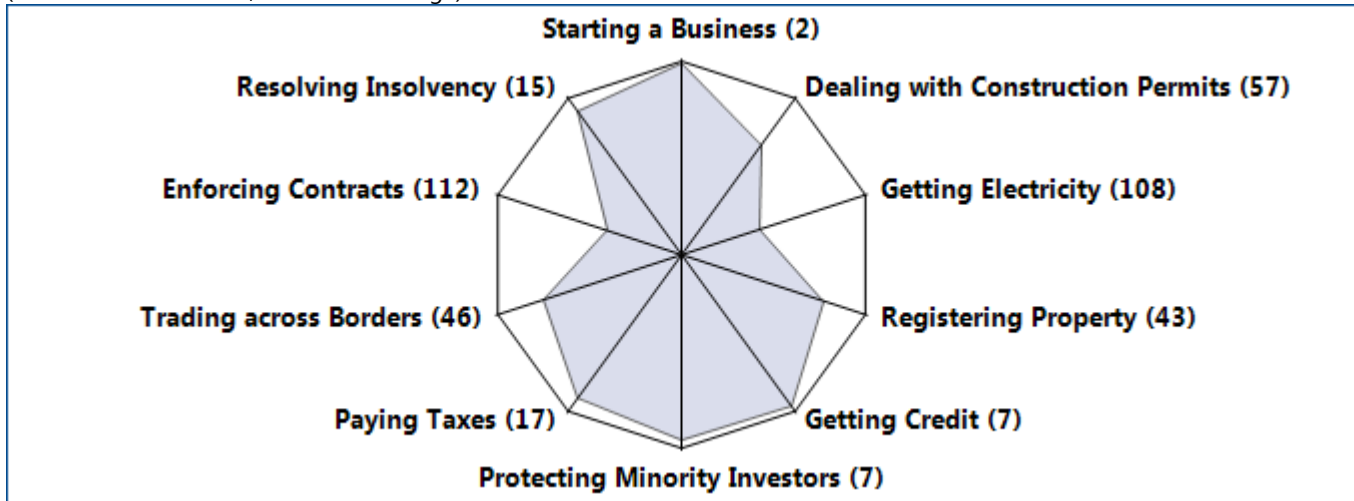 Starting a Business (2)
Resolving Insolvency (15)
Dealing with Construction Permits (57)
Enforcing Contracts (112)
Getting Electricity (108)
Trading across Borders (46)
Registering Property (43)
Paying Taxes (17)
Getting Credit (7)
Protecting Minority Investors (7)